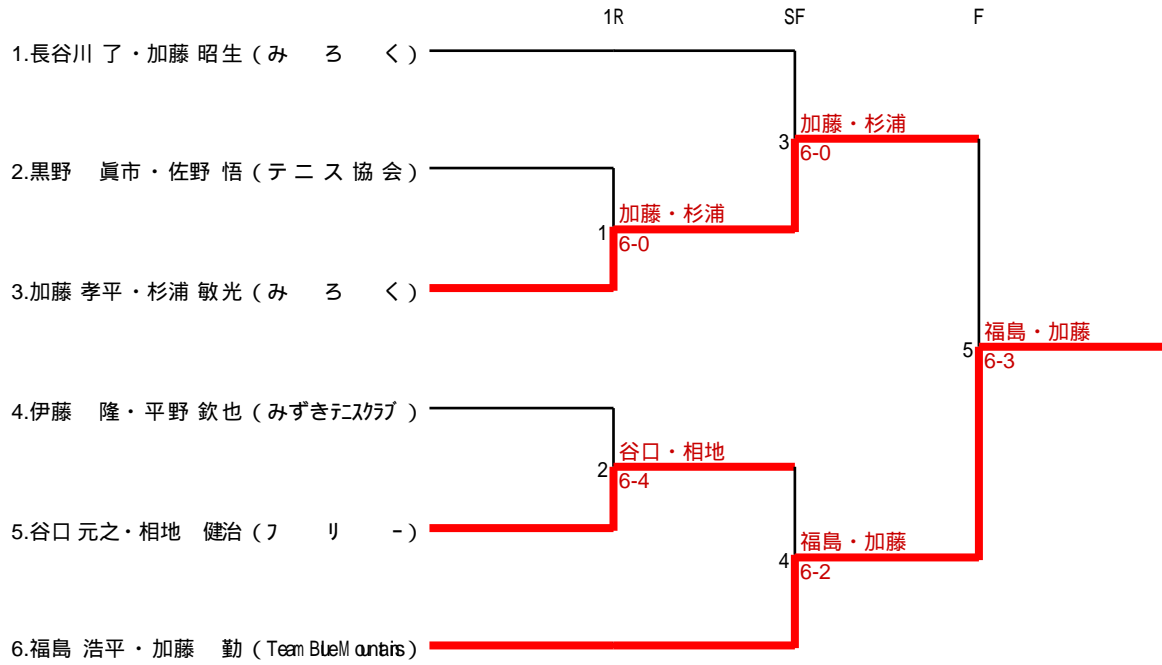 1R SF F
1.長谷川 了・加藤 昭生 ( み ろ く )
加藤・杉浦
3
6-0
2.黒野 眞市・佐野 悟 ( テ ニ ス 協 会 )
加藤・杉浦
1
6-0
3.加藤 孝平・杉浦 敏光 ( み ろ く )
福島・加藤
5
6-3
4.伊藤 隆・平野 欽也 ( みずきテニスクラブ )
谷口・相地
2
6-4
5.谷口 元之・相地 健治 ( フ リ ー )
福島・加藤
4
6-2
6.福島 浩平・加藤 勤 ( Team BlueMountains )